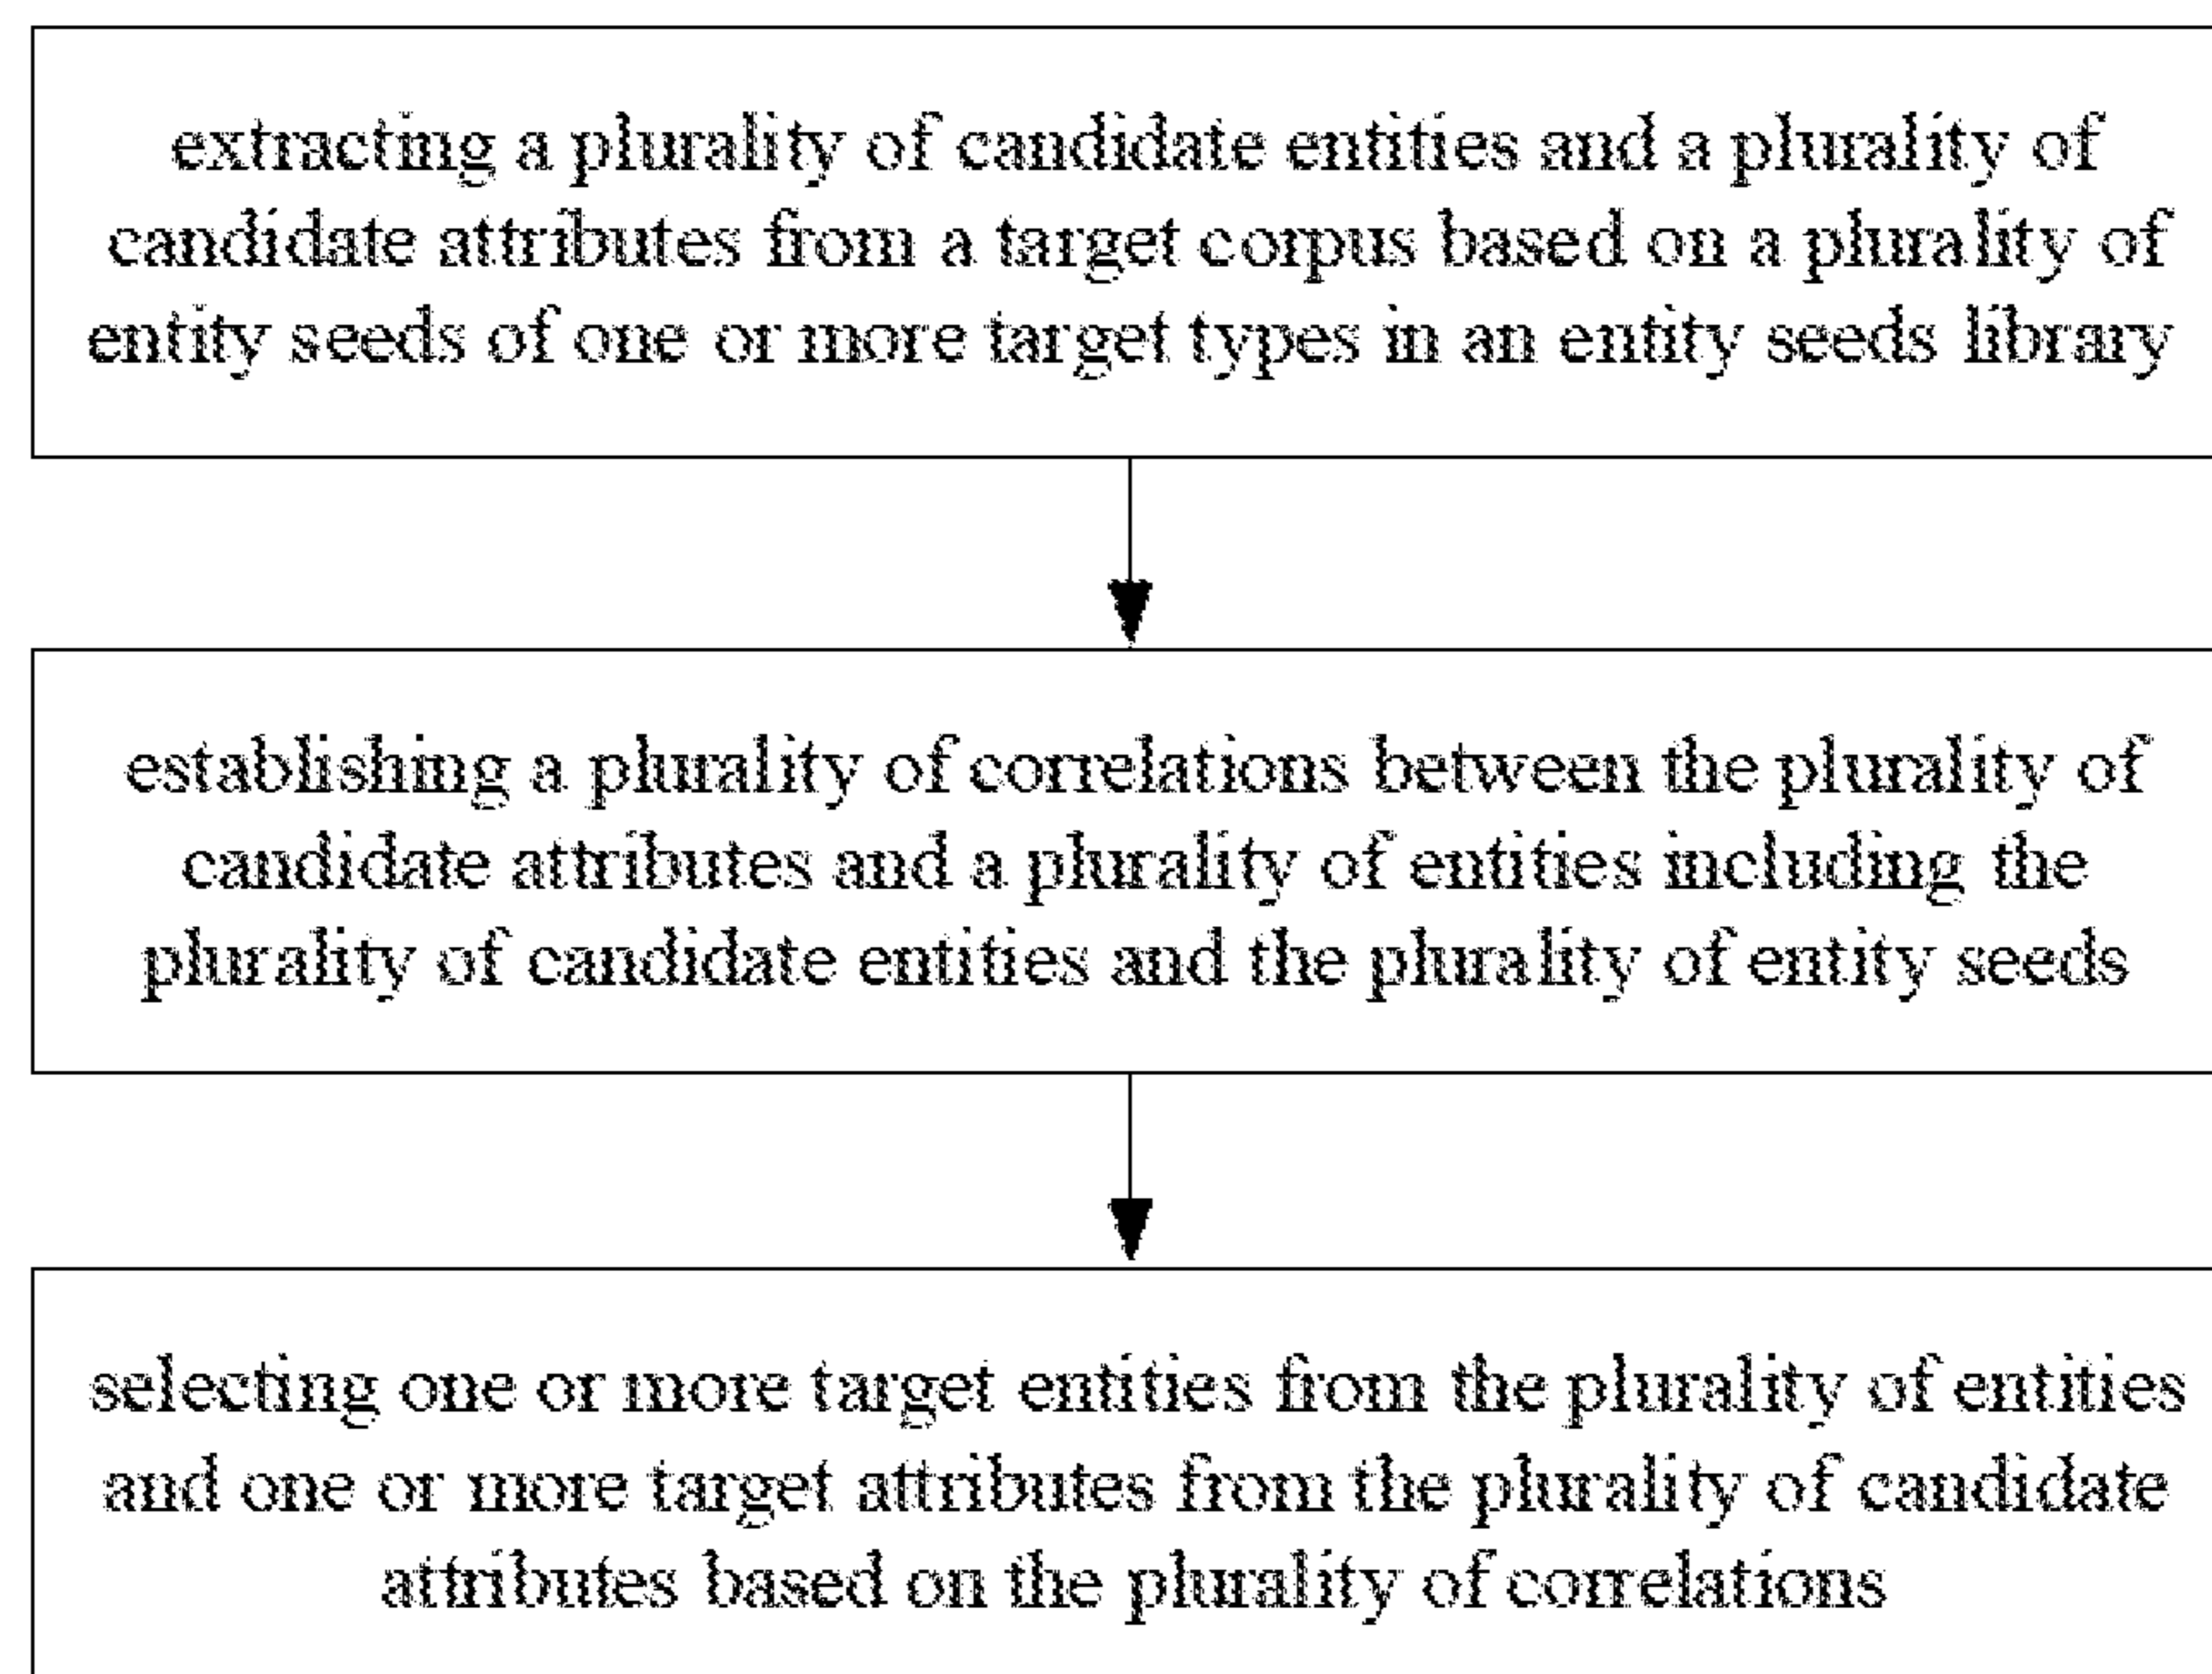 extracting a plurality of candidate entities and a plurality of
candidate attributes from a target corpus based on a plurality of
entity seeds of one or more target types in an entity seeds library
establishing a plurality of correlations between the plurality of
candidate attributes and a plurality of entities including the
plurality of candidate entities and the plurality of entity seeds
selecting one or more target entities from the plurality of entities
and one or more target attributes from the plurality of candidate
attributes based on the plurality of correlations